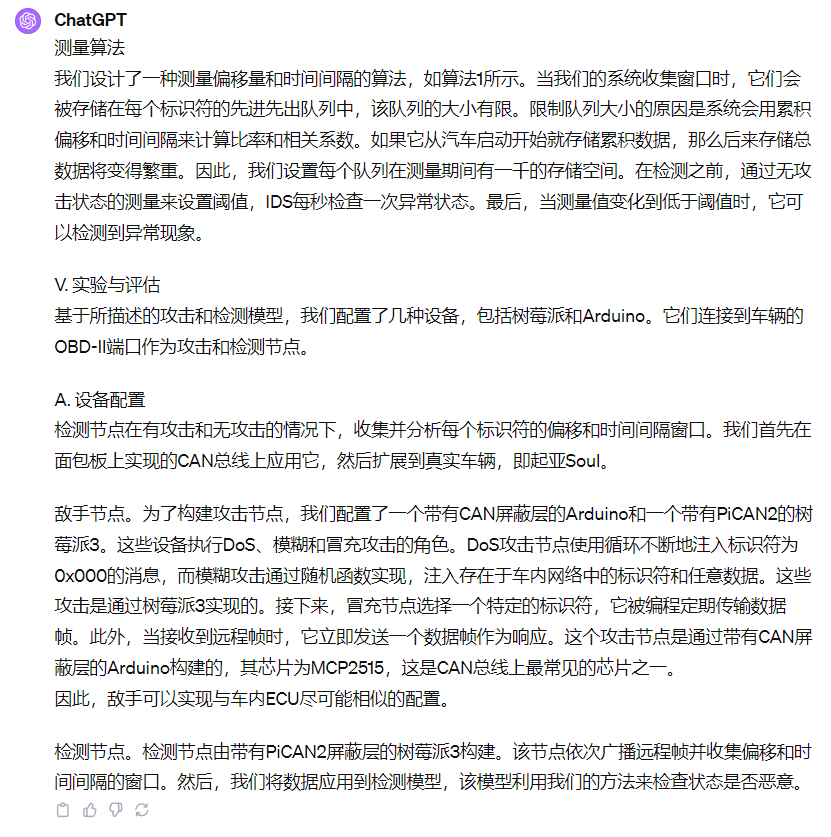 ChatGPT
测量算法
我们设计了一种测量偏移量和时间间隔的算法，如算法1所示。当我们的系统收集窗口时，它们会
被存储在每个标识符的先进先出队列中，该队列的大小有限。限制队列大小的原因是系统会用累积
偏移和时间间隔来计算比率和相关系数。如果它从汽车启动开始就存储累积数据，那么后来存储总
数据将变得繁重。因此，我们设置每个队列在测量期间有一千的存储空间。在检测之前，通过无攻
击状态的测量来设置阈值，IDS每秒检查一次异常状态。最后，当测量值变化到低于阈值时，它可
以检测到异常现象。
V. 实验与评估
基于所描述的攻击和检测模型，我们配置了几种设备，包括树莓派和Arduino。它们连接到车辆的
OBD-II端口作为攻击和检测节点。
A. 设备配置
检测节点在有攻击和无攻击的情况下，收集并分析每个标识符的偏移和时间间隔窗口。我们首先在
面包板上实现的CAN总线上应用它，然后扩展到真实车辆，即起亚Soul。
敌手节点。为了构建攻击节点，我们配置了一个带有CAN屏蔽层的Arduino和一个带有PiCAN2的树
莓派3。这些设备执行DoS、模糊和冒充攻击的角色。DoS攻击节点使用循环不断地注入标识符为
0x000的消息，而模糊攻击通过随机函数实现，注入存在于车内网络中的标识符和任意数据。这些
攻击是通过树莓派3实现的。接下来，冒充节点选择一个特定的标识符，它被编程定期传输数据
帧。此外，当接收到远程帧时，它立即发送一个数据帧作为响应。这个攻击节点是通过带有CAN屏
蔽层的Arduino构建的，其芯片为MCP2515，这是CAN总线上最常见的芯片之一。
因此，敌手可以实现与车内ECU尽可能相似的配置。
检测节点。检测节点由带有PiCAN2屏蔽层的树莓派3构建。该节点依次广播远程帧并收集偏移和时
间间隔的窗口。然后，我们将数据应用到检测模型，该模型利用我们的方法来检查状态是否恶意。